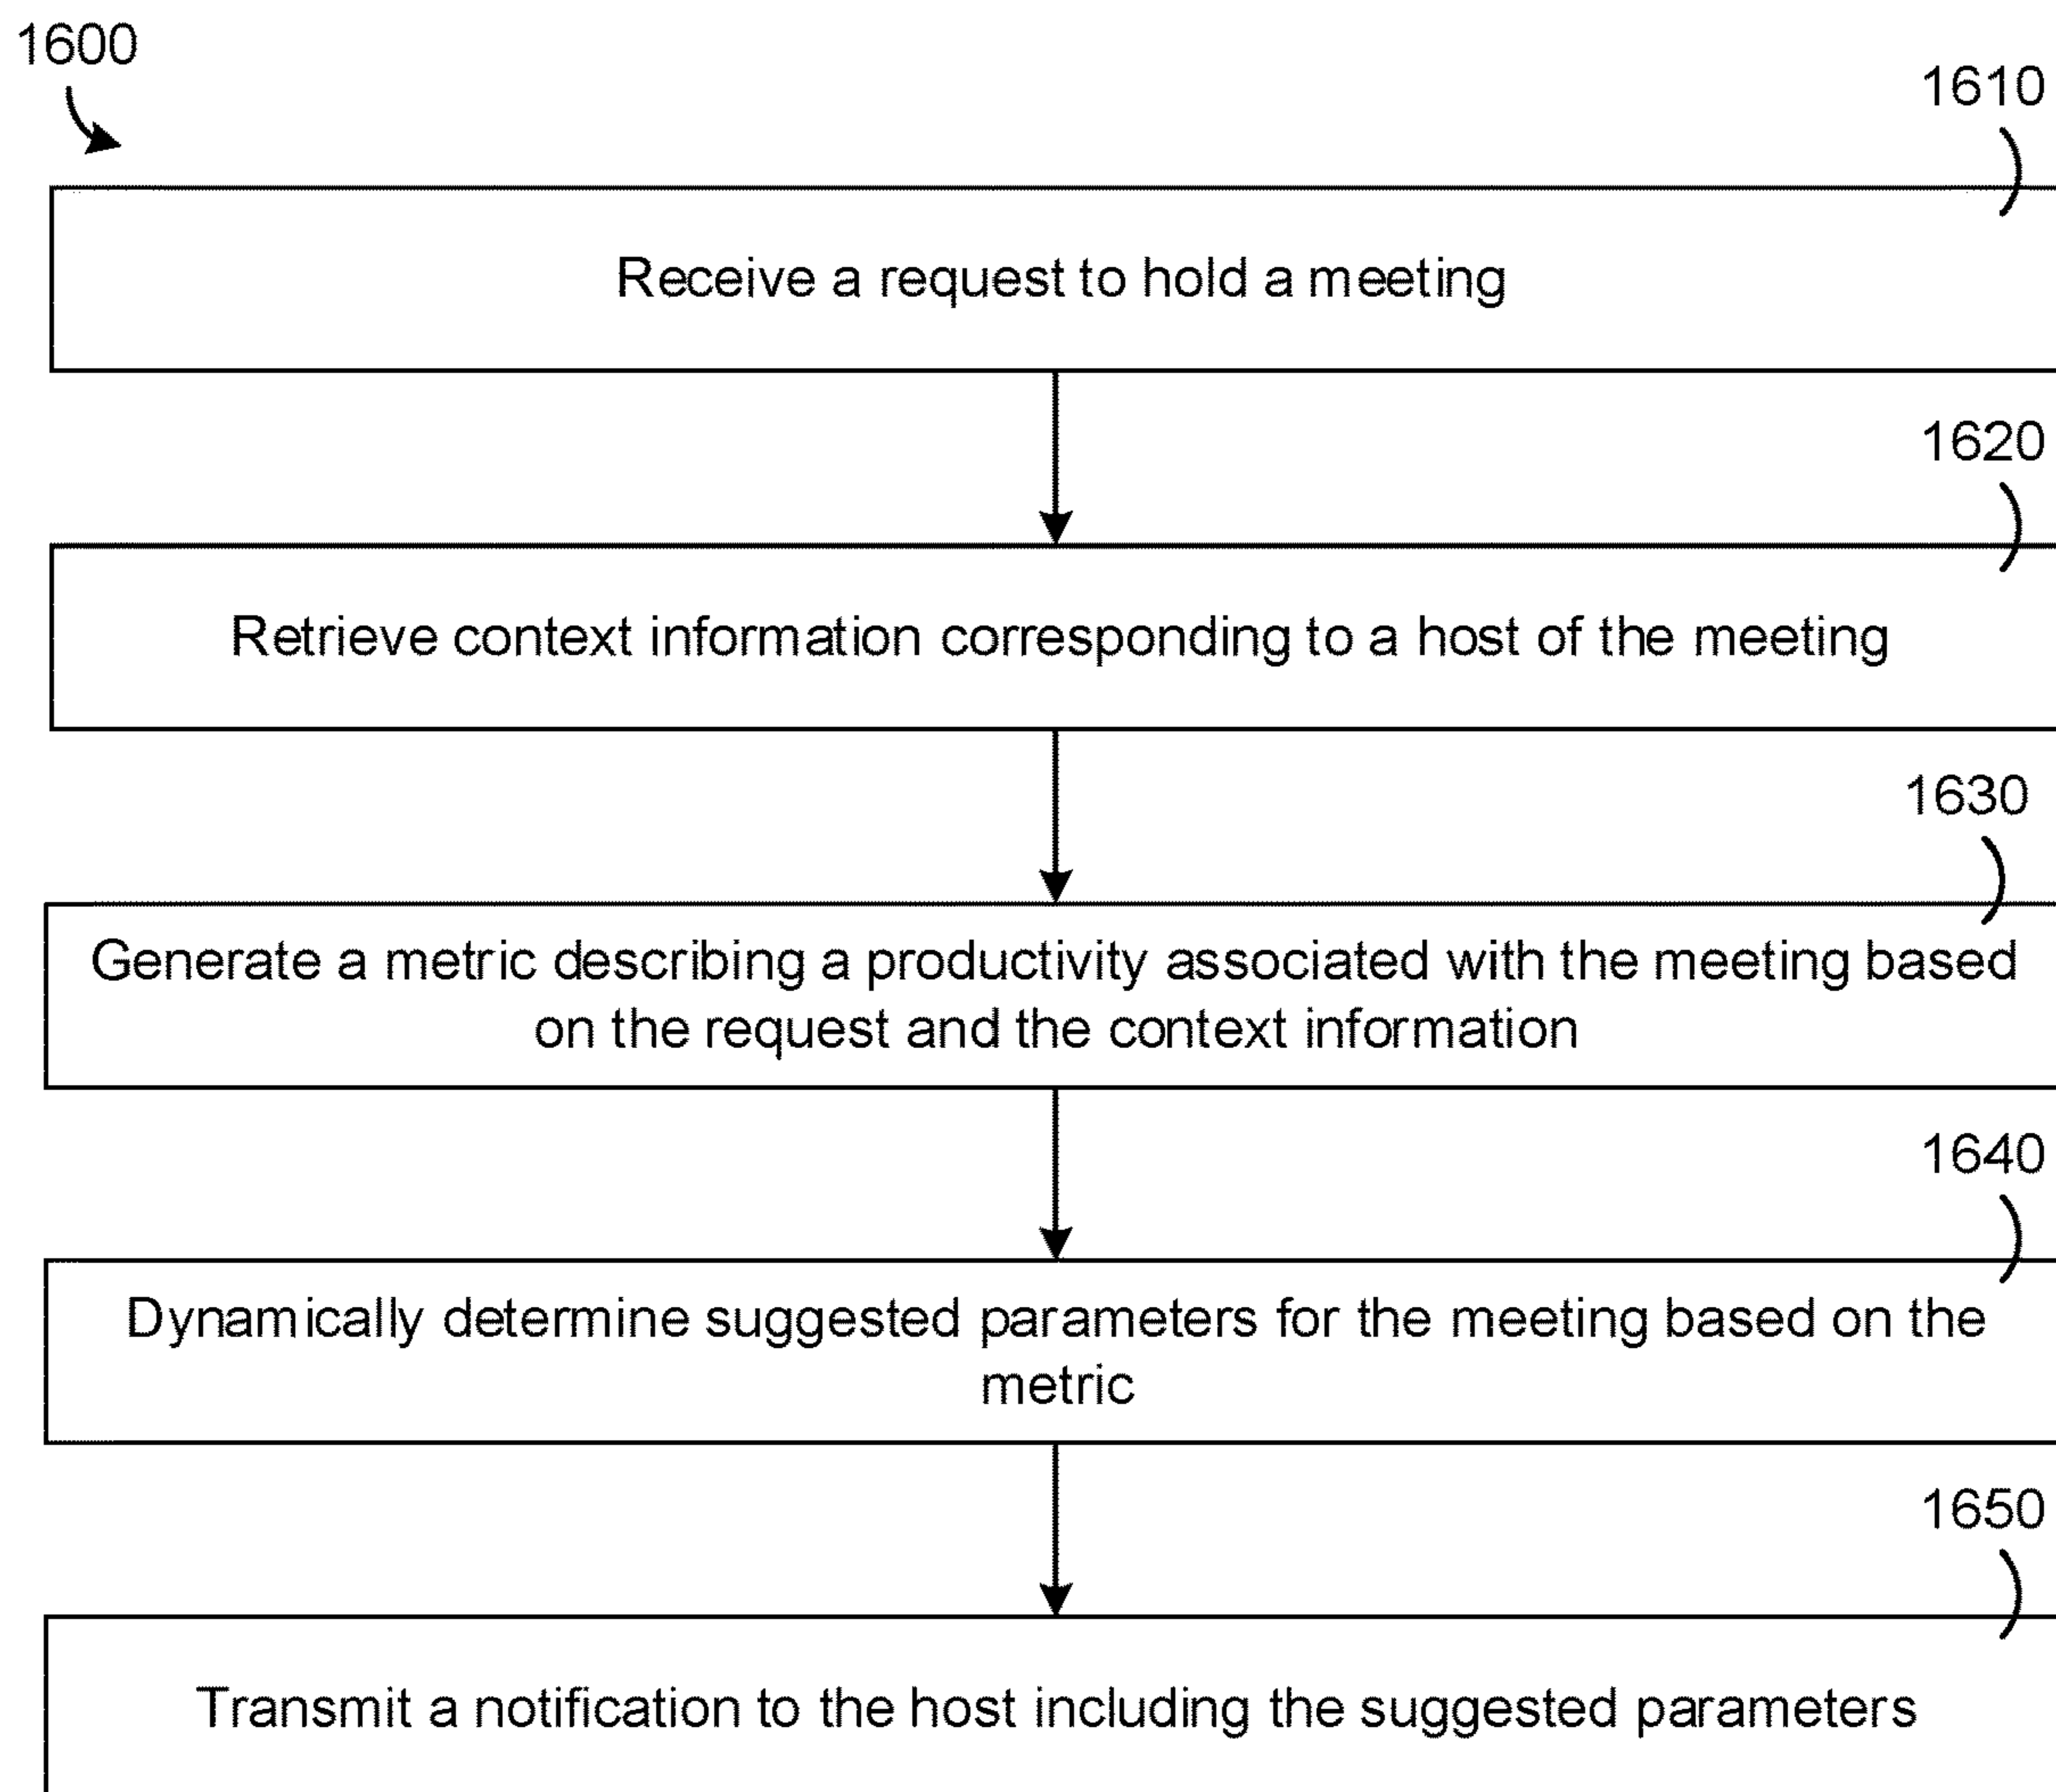 1600
1610
Receive a request to hold a meeting
1620
Retrieve context information corresponding to a host of the meeting
1630
Generate a metric describing a productivity associated with the meeting based
on the request and the context information
1640
Dynamically determine suggested parameters for the meeting based on the
metric
1650
Transmit a notification to the host including the suggested parameters